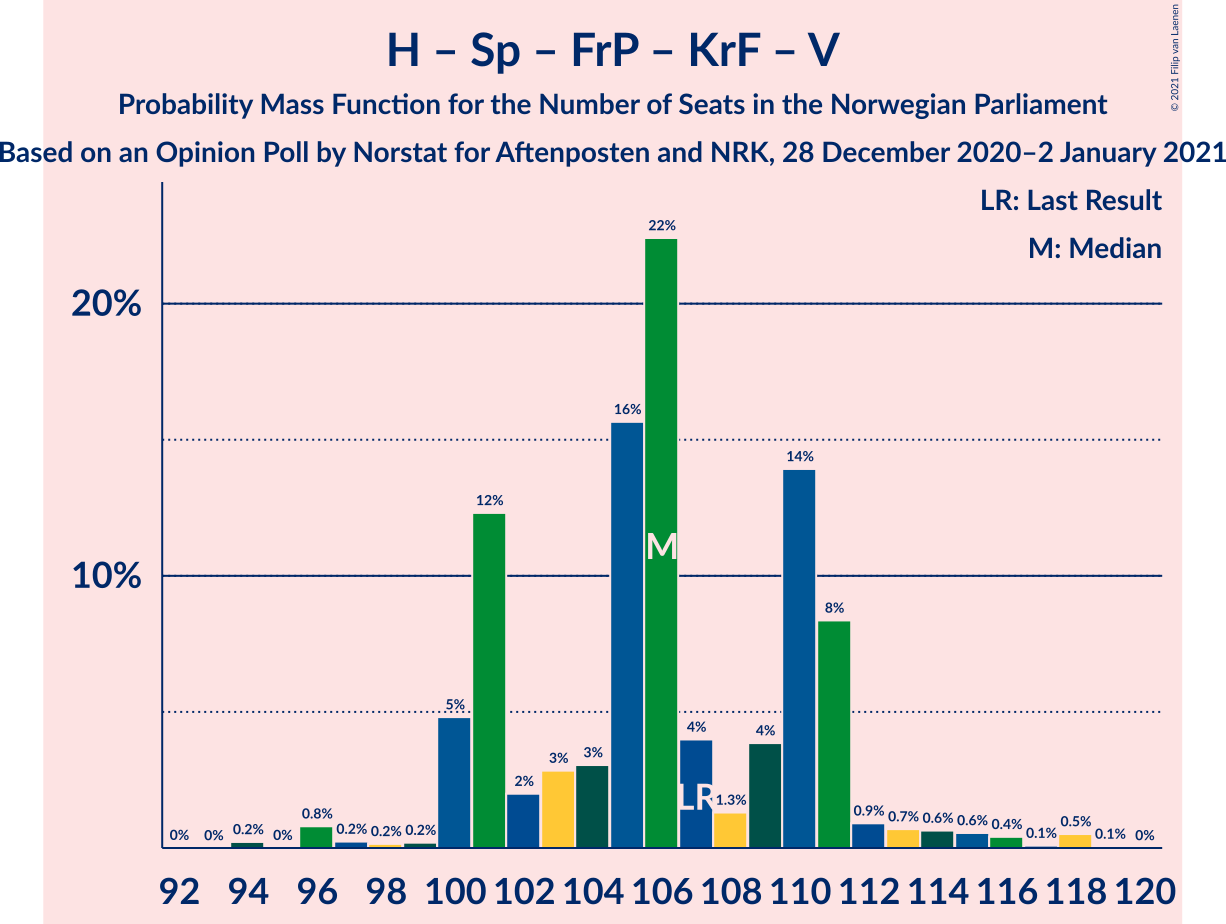 H – Sp – FrP – KrF – V
Probability Mass Function for the Number of Seats in the Norwegian Parliament
Based on an Opinion Poll by Norstat for Aftenposten and NRK, 28 December 2020–2 January 2021
© 2021 Filip van Laenen
LR: Last Result
M: Median
20%
10%
0% 0% 0.2% 0% 0.8% 0.2% 0.2% 0.2% 5% 12% 2% 3% 3% 16% 22% 4% 1.3% 4% 14% 8% 0.9% 0.7% 0.6% 0.6% 0.4% 0.1% 0.5% 0.1% 0%
M
LR
92 94 96 98 100 102 104 106 108 110 112 114 116 118 120